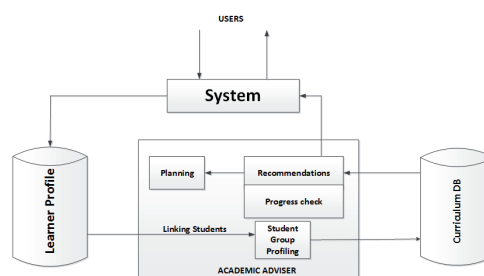 USERS
System
Learner Profile
Planning
Recommendations
Progress check
Curriculum DB
Linking Students
Student
Group
Profiling
ACADEMIC ADVISER